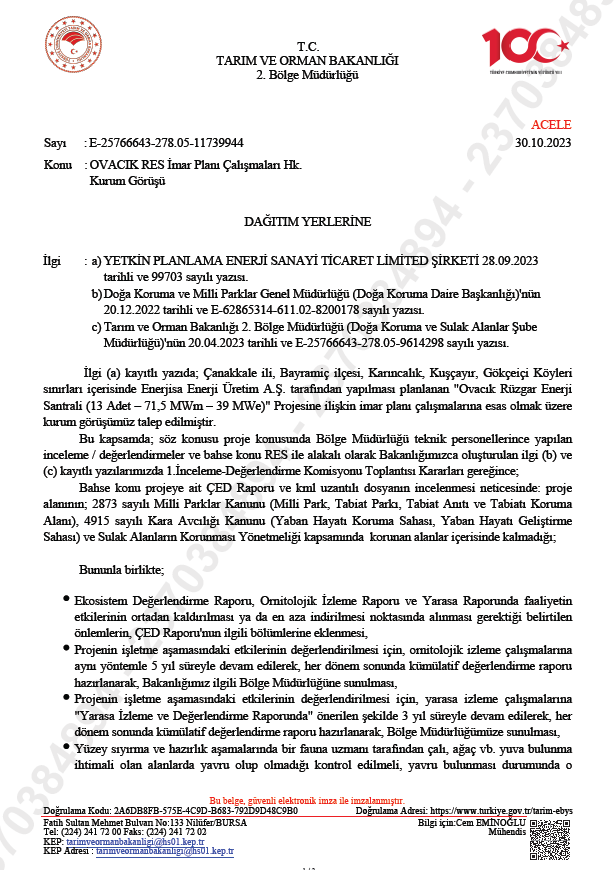 T.C.
TARIM VE ORMAN BAKANLIĞI
2. Bölge Müdürlüğü
100
TÜRKİYE CUMHURİYETİ'NİN YÜZÜNCÜ YILI
ACELE
Sayı : E-25766643-278.05-11739944 30.10.2023
Konu : OVACIK RES İmar Planı Çalışmaları Hk.
Kurum Görüşü
DAĞITIM YERLERİNE
İlgi : a) YETKİN PLANLAMA ENERJİ SANAYİ TİCARET LİMİTED ŞİRKETİ 28.09.2023
tarihli ve 99703 sayılı yazısı.
b) Doğa Koruma ve Milli Parklar Genel Müdürlüğü (Doğa Koruma Daire Başkanlığı)'nün
20.12.2022 tarihli ve E-62865314-611.02-8200178 sayılı yazısı.
c) Tarım ve Orman Bakanlığı 2. Bölge Müdürlüğü (Doğa Koruma ve Sulak Alanlar Şube
Müdürlüğü)'nün 20.04.2023 tarihli ve E-25766643-278.05-9614298 sayılı yazısı.
İlgi (a) kayıtlı yazıda; Çanakkale ili, Bayramiç ilçesi, Karıncalık, Kuşçayır, Gökçeiçi Köyleri
sınırları içerisinde Enerjisa Enerji Üretim A.Ş. tarafından yapılması planlanan "Ovacık Rüzgar Enerji
Santrali (13 Adet – 71,5 MWm – 39 MWe)" Projesine ilişkin imar planı çalışmalarına esas olmak üzere
kurum görüşümüz talep edilmiştir.
Bu kapsamda; söz konusu proje konusunda Bölge Müdürlüğü teknik personellerince yapılan
inceleme / değerlendirmeler ve bahse konu RES ile alakalı olarak Bakanlığımızca oluşturulan ilgi (b) ve
(c) kayıtlı yazılarımızda 1.İnceleme-Değerlendirme Komisyonu Toplantısı Kararları gereğince;
Bahse konu projeye ait ÇED Raporu ve kml uzantılı dosyanın incelenmesi neticesinde: proje
alanının; 2873 sayılı Milli Parklar Kanunu (Milli Park, Tabiat Parkı, Tabiat Anıtı ve Tabiatı Koruma
Alanı), 4915 sayılı Kara Avcılığı Kanunu (Yaban Hayatı Koruma Sahası, Yaban Hayatı Geliştirme
Sahası) ve Sulak Alanların Korunması Yönetmeliği kapsamında korunan alanlar içerisinde kalmadığı;
Bununla birlikte;
• Ekosistem Değerlendirme Raporu, Ornitolojik İzleme Raporu ve Yarasa Raporunda faaliyetin
etkilerinin ortadan kaldırılması ya da en aza indirilmesi noktasında alınması gerektiği belirtilen
önlemlerin, ÇED Raporu'nun ilgili bölümlerine eklenmesi,
• Projenin işletme aşamasındaki etkilerinin değerlendirilmesi için, ornitolojik izleme çalışmalarına
aynı yöntemle 5 yıl süreyle devam edilerek, her dönem sonunda kümülatif değerlendirme raporu
hazırlanarak, Bakanlığımız ilgili Bölge Müdürlüğüne sunulması,
• Projenin işletme aşamasındaki etkilerinin değerlendirilmesi için, yarasa izleme çalışmalarına
"Yarasa İzleme ve Değerlendirme Raporunda" önerilen şekilde 3 yıl süreyle devam edilerek, her
dönem sonunda kümülatif değerlendirme raporu hazırlanarak, Bölge Müdürlüğümüze sunulması,
• Yüzey sıyırma ve hazırlık aşamalarında bir fauna uzmanı tarafından çalı, ağaç vb. yuva bulunma
ihtimali olan alanlarda yavru olup olmadığı kontrol edilmeli, yavru bulunması durumunda o
Bu belge, güvenli elektronik imza ile imzalanmıştır.
Doğrulama Kodu: 2A6DB8FB-575E-4C9D-B683-792D9D48C9B0 Doğrulama Adresi: https://www.turkiye.gov.tr/tarim-ebys
Fatih Sultan Mehmet Bulvarı No:133 Nilüfer/BURSA Bilgi için:Cem EMİNOĞLU
Tel: (224) 241 72 00 Faks: (224) 241 72 02 Mühendis
KEP: tarimveormanbakanligi@hs01.kep.tr
KEP Adresi : tarimveormanbakanligi@hs01.kep.tr